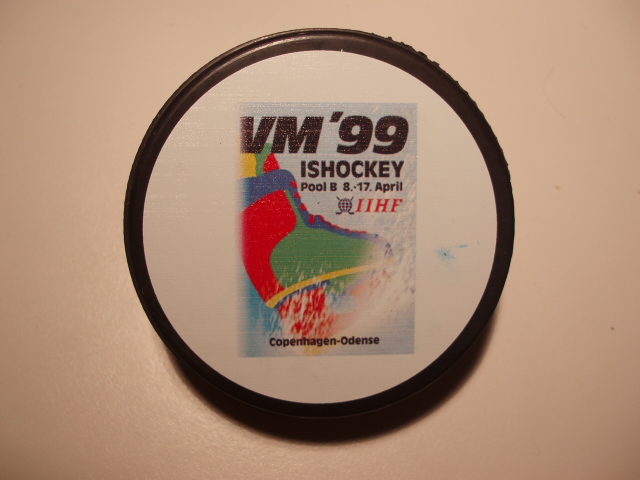 VM '99
ISHOCKEY
Pool B 8.-17. April
IIHF
Copenhagen-Odense